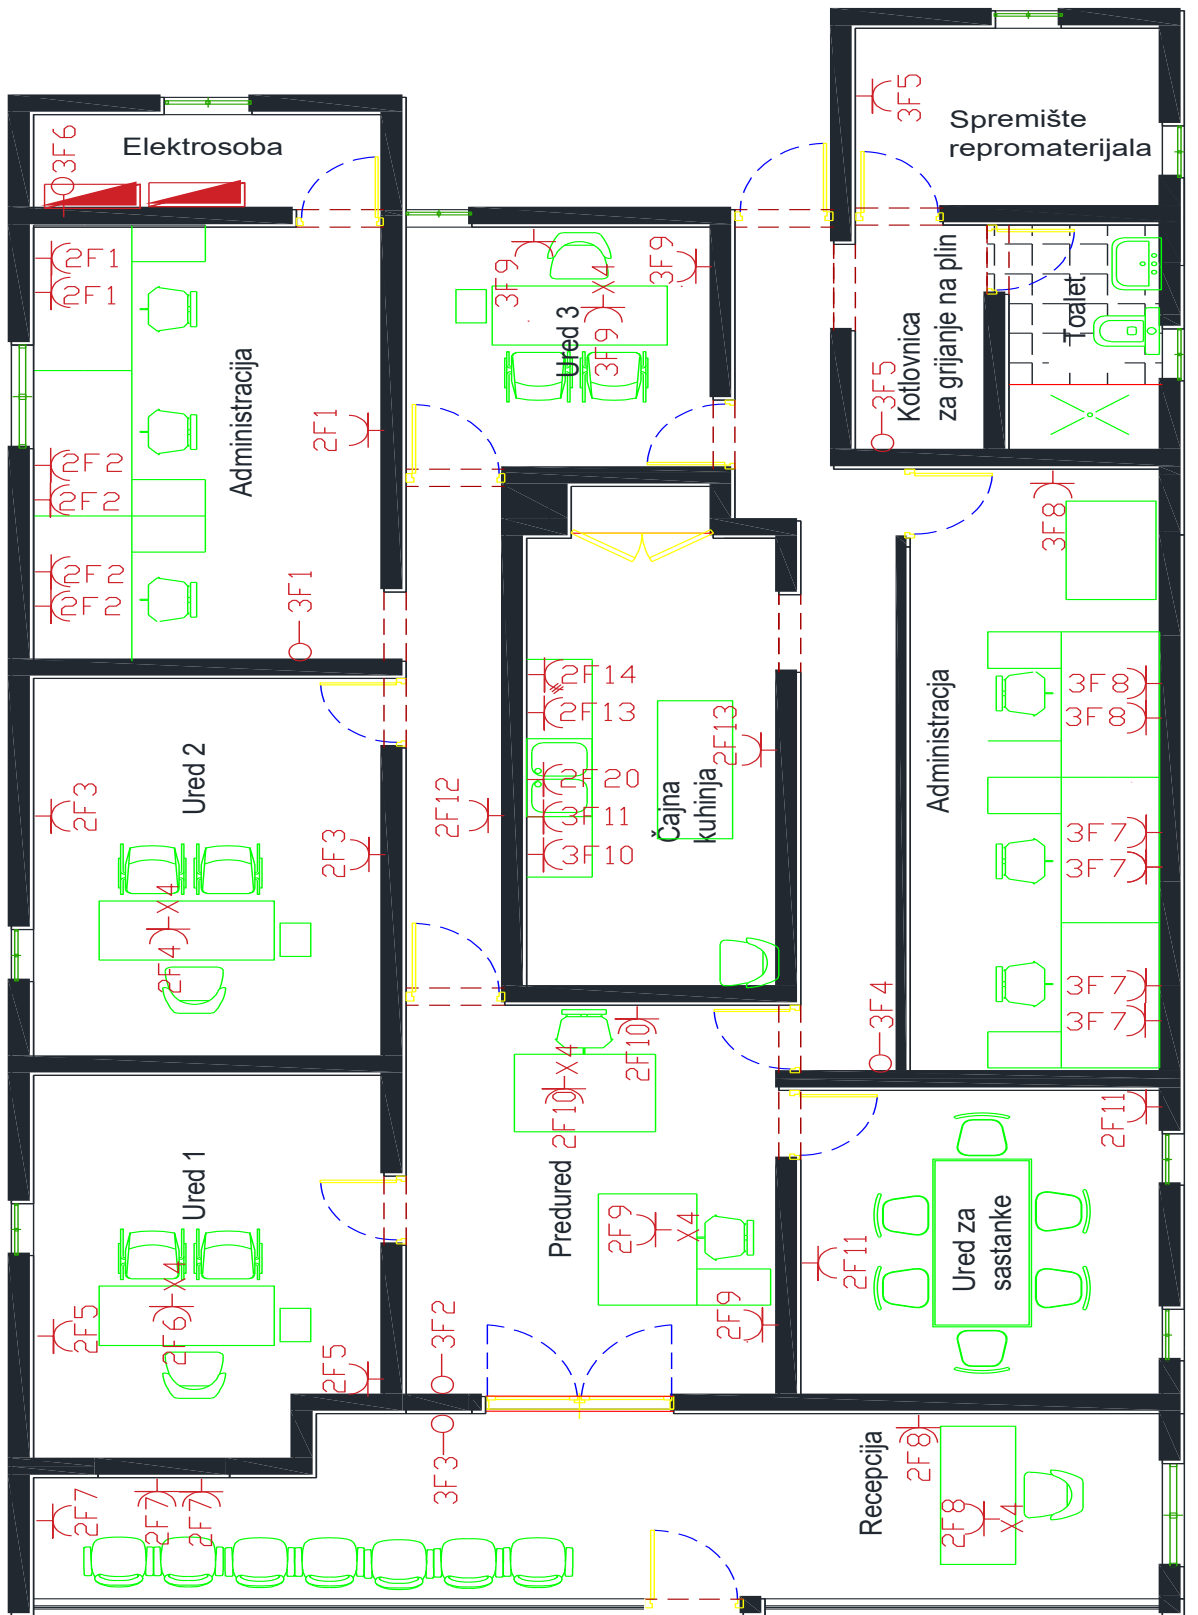 3F5
Spremište
repromaterijala
Elektrosoba
3F6
2F1
2F1
Administracija
2F1
2F2
2F2
2F2
2F2
3F1
3F9
X4
3F9
Ured 3
3F9
Kotlovnica
za grijanje na plin
3F5
Toalet
3F8
Administracja
3F8
3F8
3F7
3F7
3F7
3F7
3F4
2F14
2F13
2F20
3F11
3F10
2F13
Čajna
kuhinja
2F12
Ured 2
2F3
2F3
X4
2F4
2F10
X4
2F10
Predured
2F9
X4
2F9
3F2
Ured 1
X4
2F5
2F6
2F5
2F11
2F11
Ured za
sastanke
3F3
Recepcija
2F8
2F8
X4
2F7
2F7
2F7